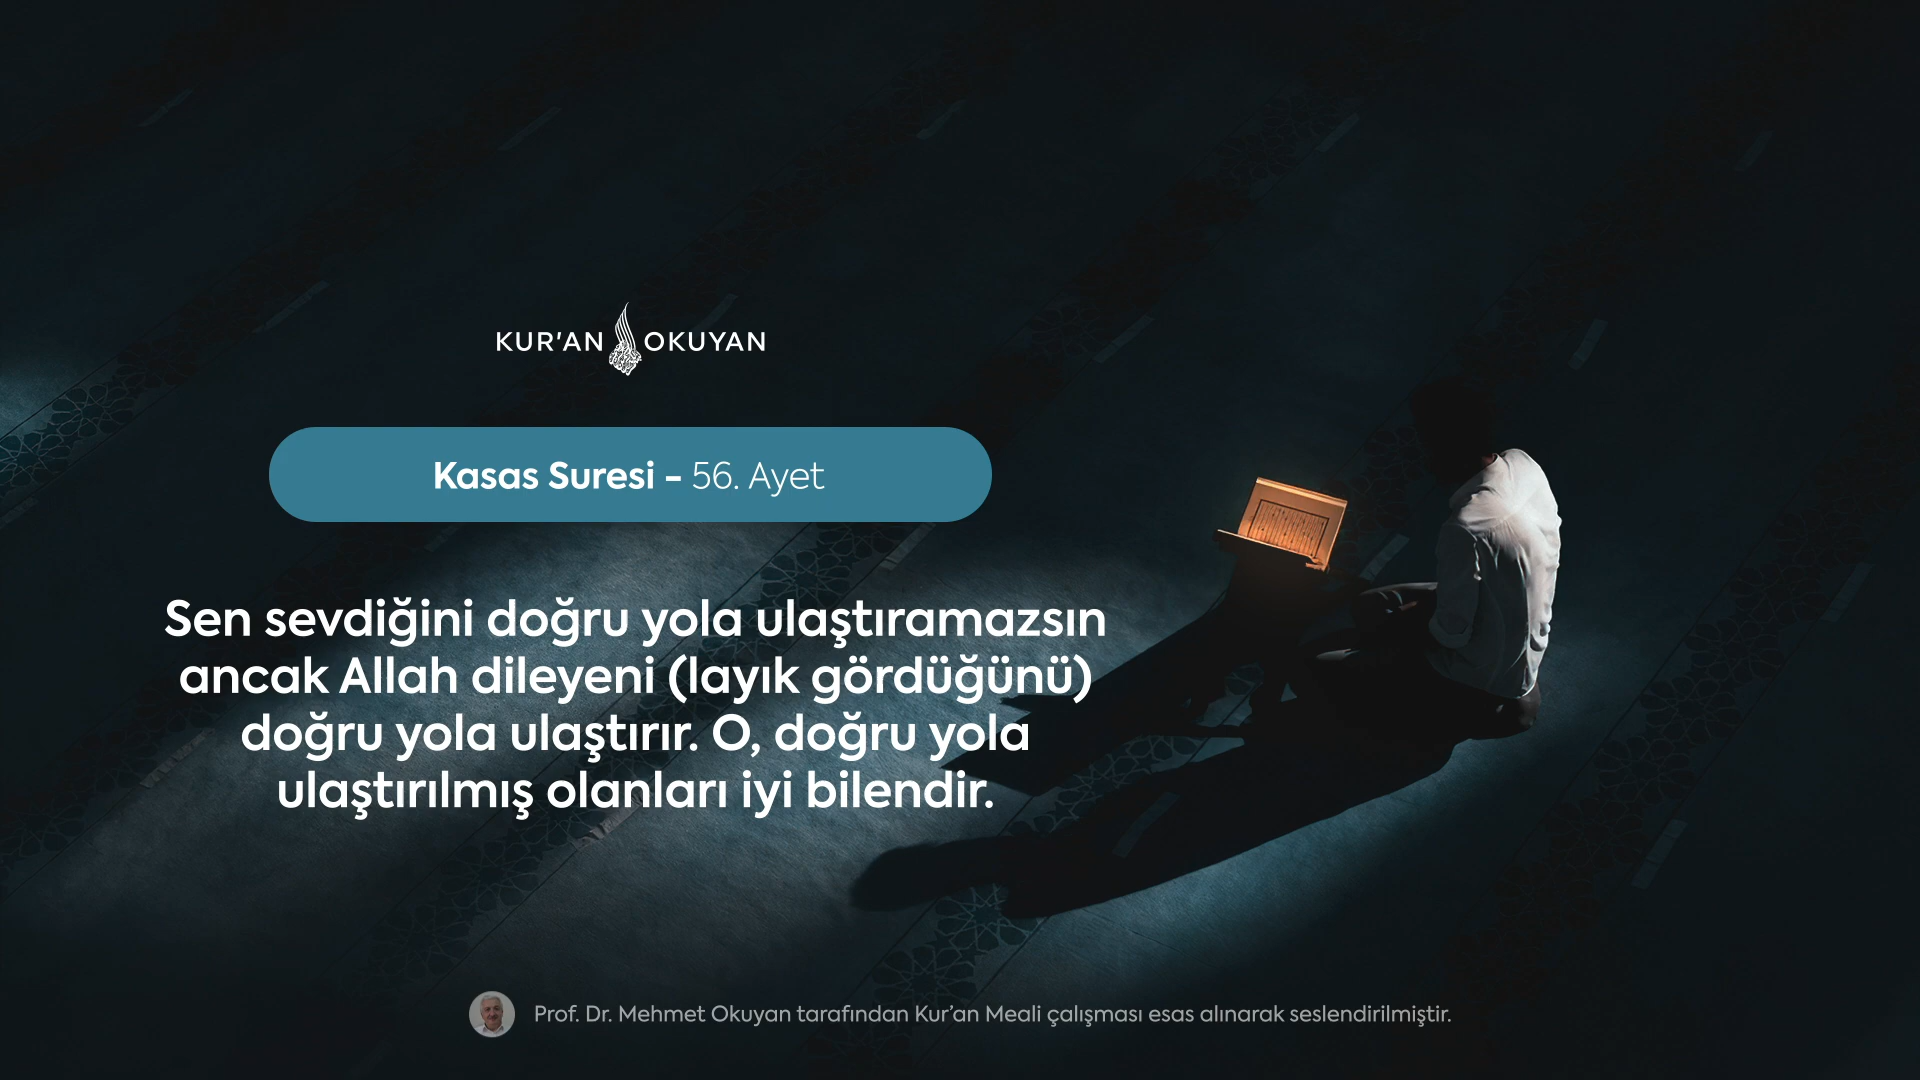 KUR'AN OKUYAN
Kasas Suresi - 56. Ayet
Sen sevdiğini doğru yola ulaştıramazsın
ancak Allah dileyeni (layık gördüğünü)
doğru yola ulaştırır. O, doğru yola
ulaştırılmış olanları iyi bilendir.
Prof. Dr. Mehmet Okuyan tarafından Kur’an Meali çalışması esas alınarak seslendirilmiştir.